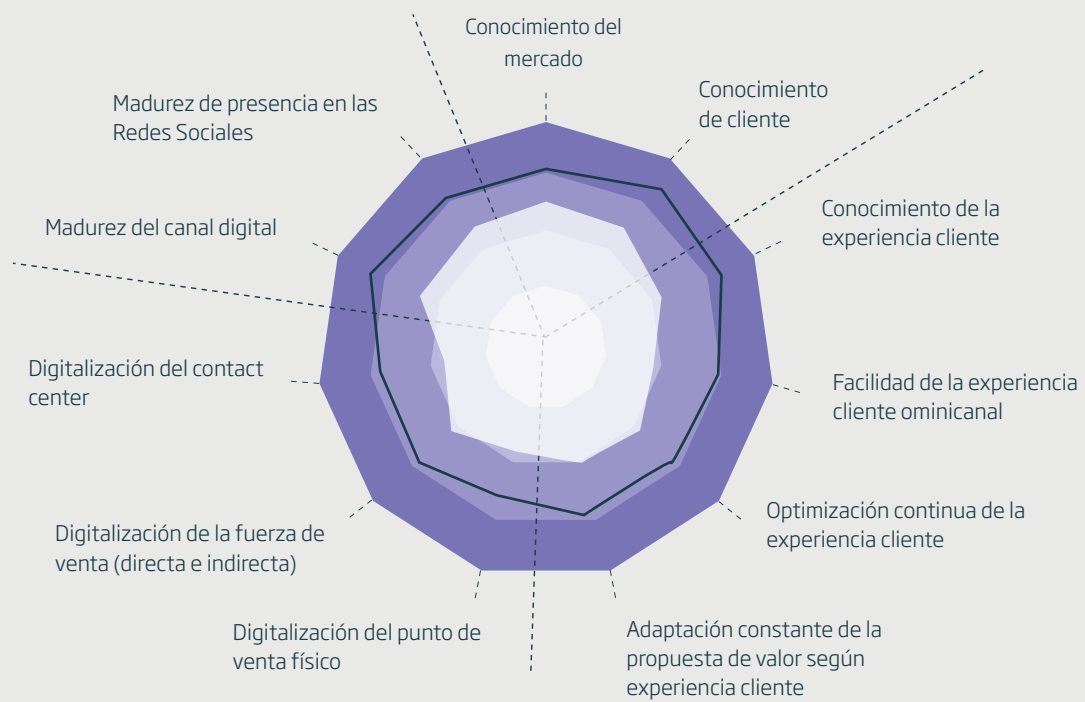 Conocimiento del
mercado
Conocimiento
de cliente
Conocimiento de la
experiencia cliente
Facilidad de la experiencia
cliente ominicanal
Optimización continua de la
experiencia cliente
Adaptación constante de la
propuesta de valor según
experiencia cliente
Digitalización del punto de
venta físico
Digitalización de la fuerza de
venta (directa e indirecta)
Digitalización del contact
center
Madurez del canal digital
Madurez de presencia en las
Redes Sociales